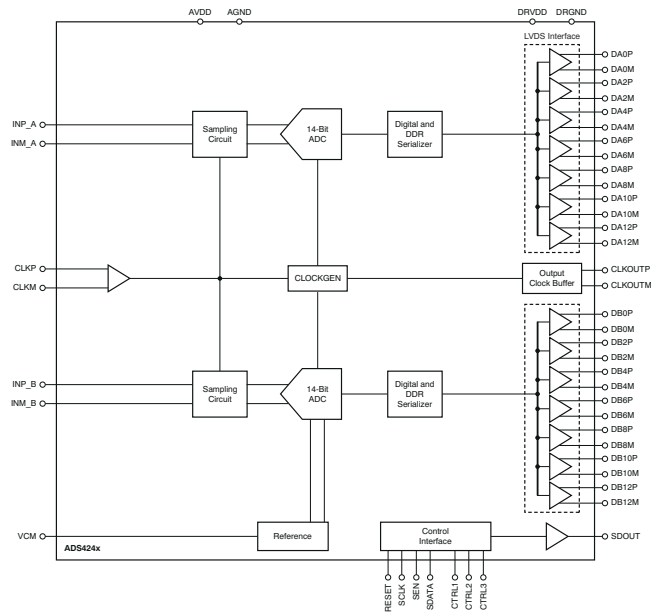 AVDD
AGND
DRVDD
DRGND
LVDS Interface
DA0P
DA0M
DA2P
DA2M
DA4P
DA4M
DA6P
DA6M
DA8P
DA8M
DA10P
DA10M
DA12P
DA12M
INP_A
INM_A
Sampling
Circuit
14-Bit
ADC
Digital and
DDR
Serializer
CLKP
CLKM
CLOCKGEN
Output
Clock Buffer
CLKOUTP
CLKOUTM
DB0P
DB0M
DB2P
DB2M
DB4P
DB4M
DB6P
DB6M
DB8P
DB8M
DB10P
DB10M
DB12P
DB12M
INP_B
INM_B
Sampling
Circuit
14-Bit
ADC
Digital and
DDR
Serializer
VCM
Reference
Control
Interface
SDOUT
ADS424x
RESET
SCLK
SEN
SDATA
CTRL1
CTRL2
CTRL3